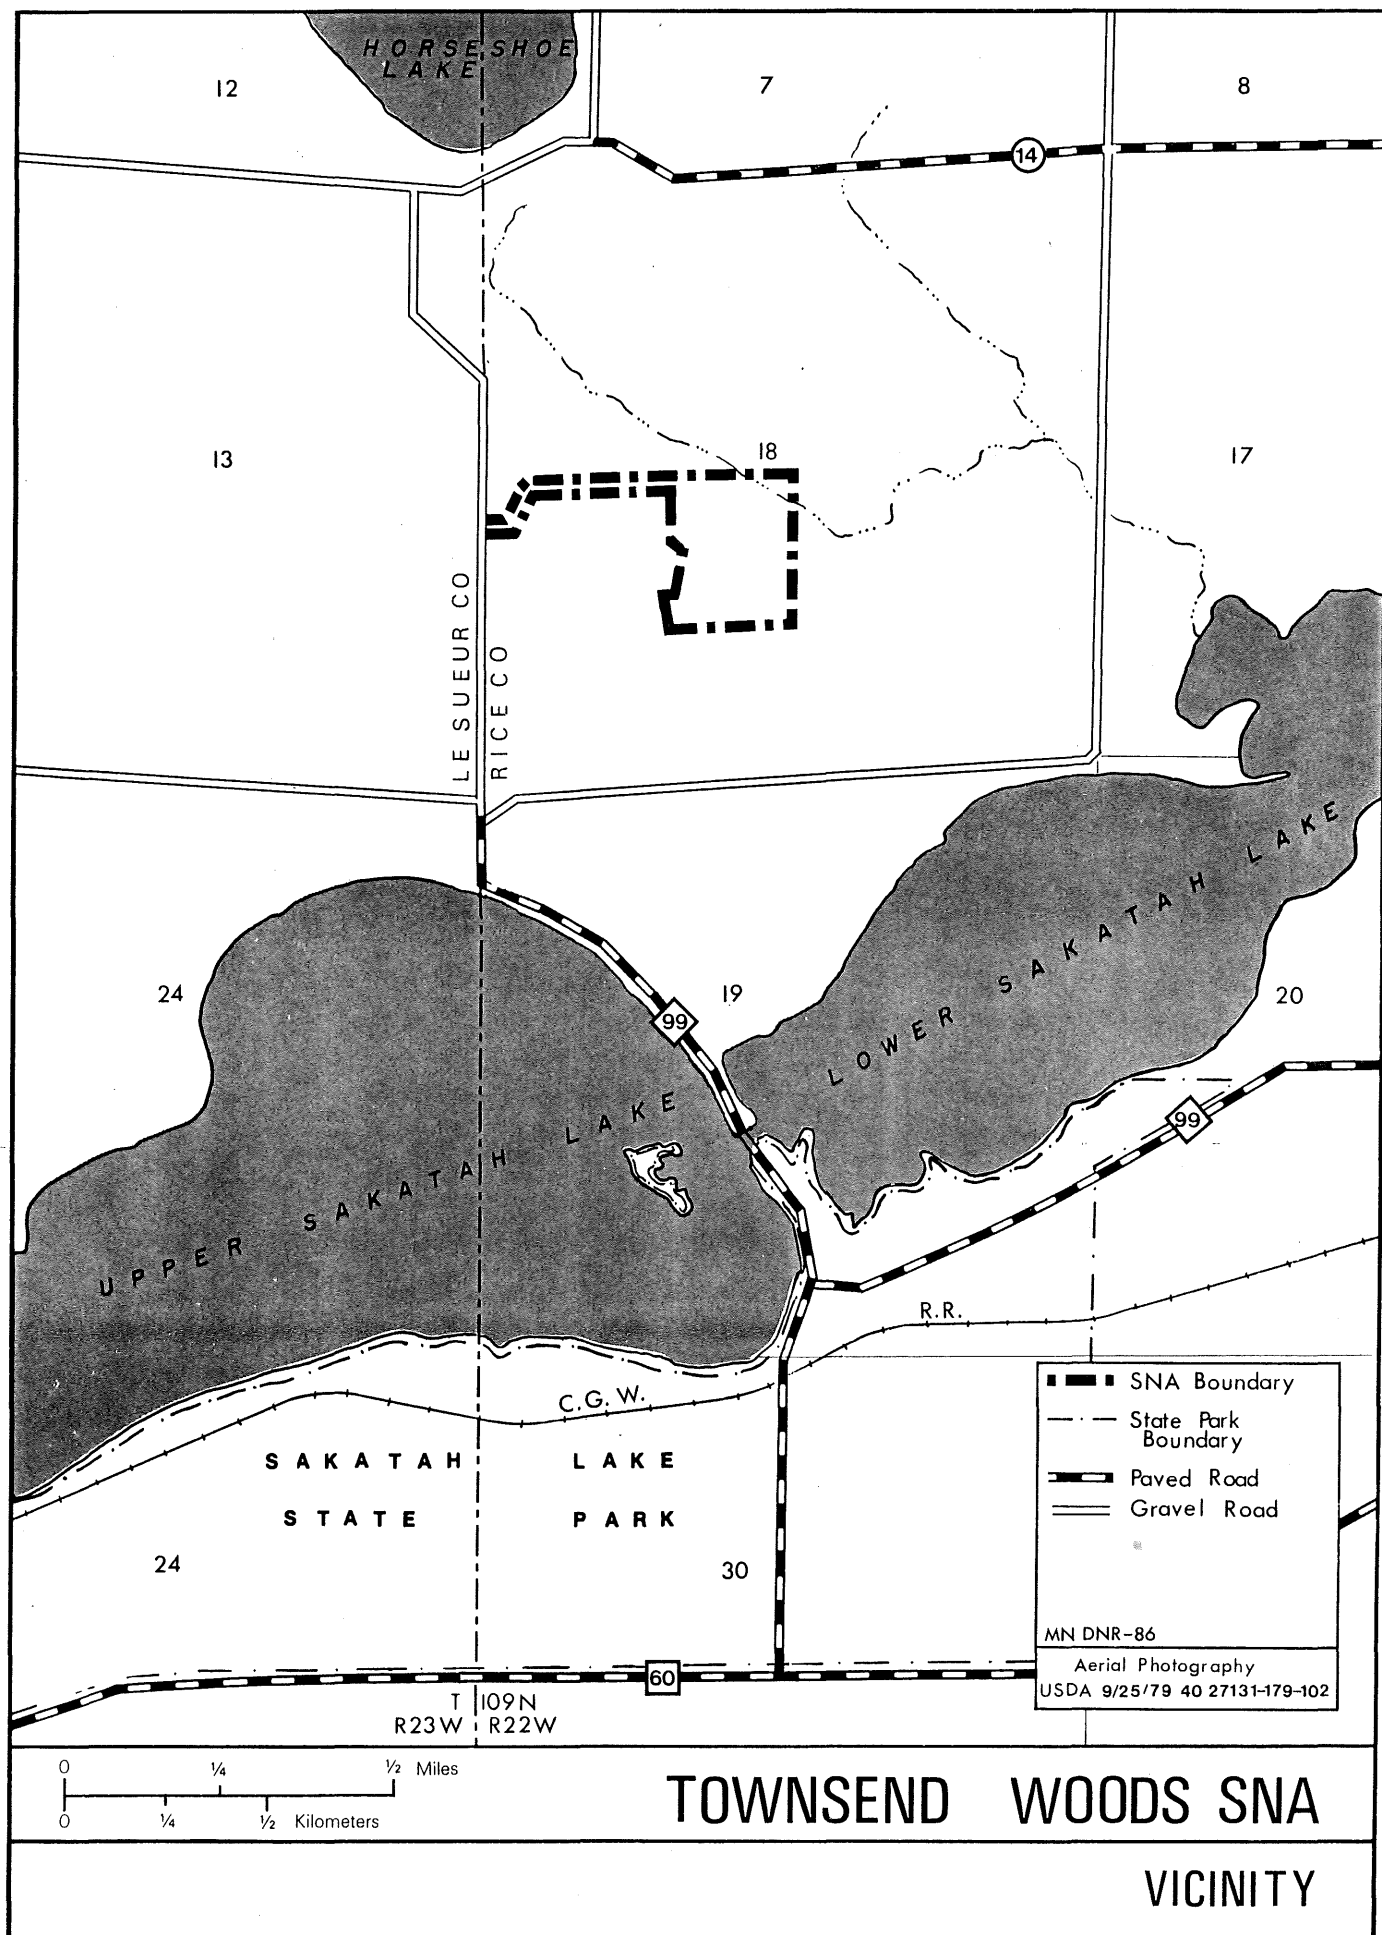 HORSESHOE
LAKE
12
7
8
14
13
18
17
LE SUEUR CO
RICE CO
24
19
20
99
LOWER SAKATAH LAKE
UPPER SAKATAH LAKE
99
R.R.
C.G.W.
SAKATAH LAKE
STATE PARK
24
30
SNA Boundary
State Park
Boundary
Paved Road
Gravel Road
MN DNR-86
Aerial Photography
USDA 9/25/79 40 27131-179-102
60
T 109N
R23W R22W
0 1/4 1/2 Miles
0 1/4 1/2 Kilometers
TOWNSEND WOODS SNA
VICINITY